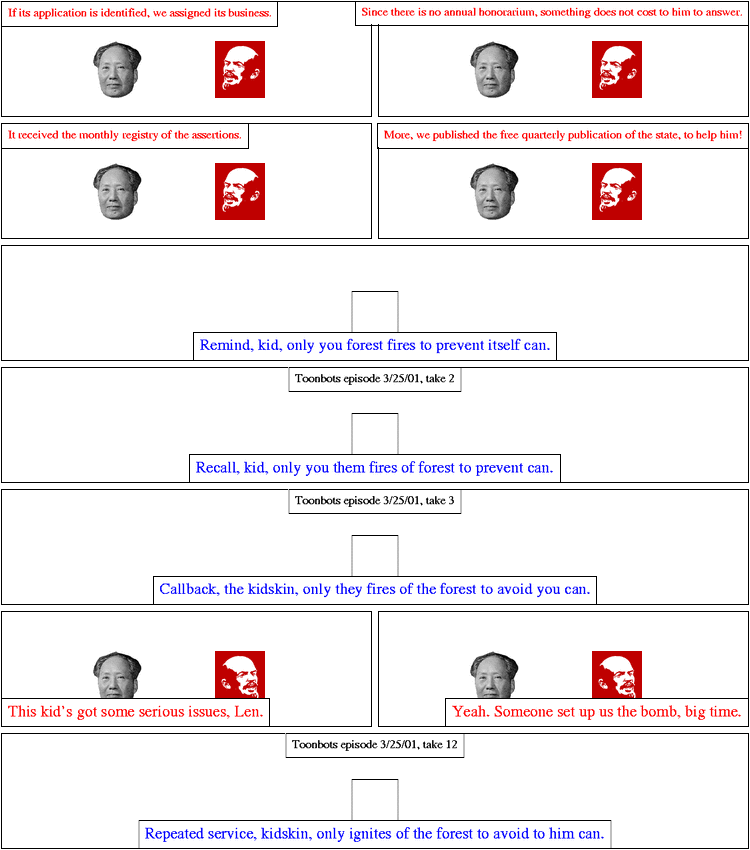 If its application is identified, we assigned its business.
Since there is no annual honorarium, something does not cost to him to answer.
It received the monthly registry of the assertions.
More, we published the free quarterly publication of the state, to help him!
Remind, kid, only you forest fires to prevent itself can.
Toonbots episode 3/25/01, take 2
Recall, kid, only you them fires of forest to prevent can.
Toonbots episode 3/25/01, take 3
Callback, the kidskin, only they fires of the forest to avoid you can.
This kid's got some serious issues, Len.
Yeah. Someone set up us the bomb, big time.
Toonbots episode 3/25/01, take 12
Repeated service, kidskin, only ignites of the forest to avoid to him can.